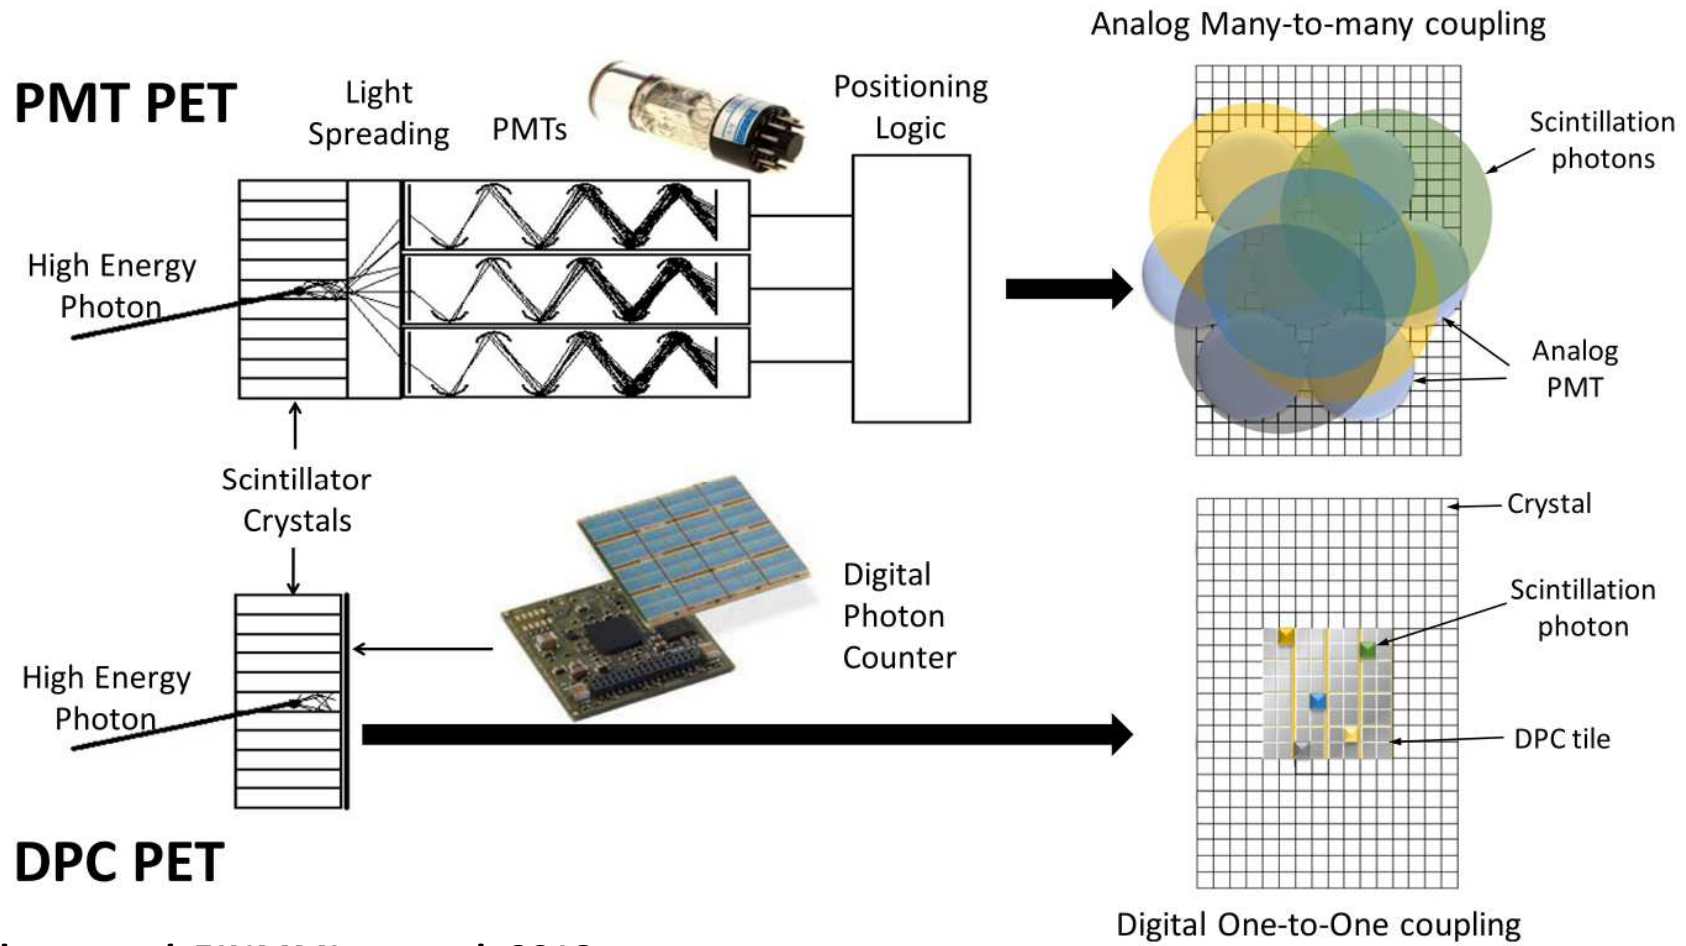 Analog Many-to-many coupling
PMT PET
Light
Spreading
PMTs
Positioning
Logic
Scintillation
photons
High Energy
Photon
Analog
PMT
Scintillator
Crystals
Crystal
Digital
Photon
Counter
Scintillation
photon
High Energy
Photon
DPC tile
DPC PET
Digital One-to-One coupling